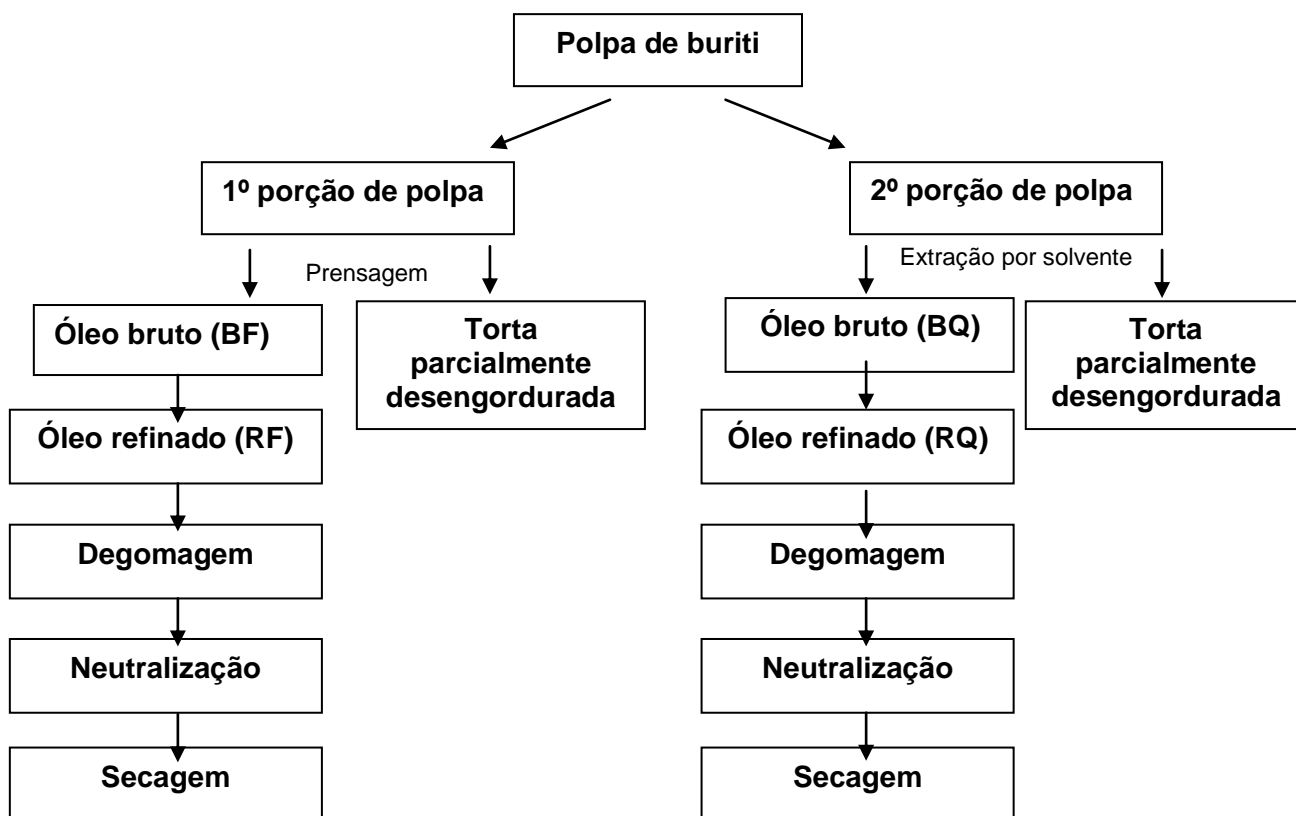 Polpa de buriti
1º porção de polpa
2º porção de polpa
Prensagem
Extração por solvente
Óleo bruto (BF)
Torta
parcialmente
desengordurada
Óleo bruto (BQ)
Torta
parcialmente
desengordurada
Óleo refinado (RF)
Óleo refinado (RQ)
Degomagem
Degomagem
Neutralização
Neutralização
Secagem
Secagem